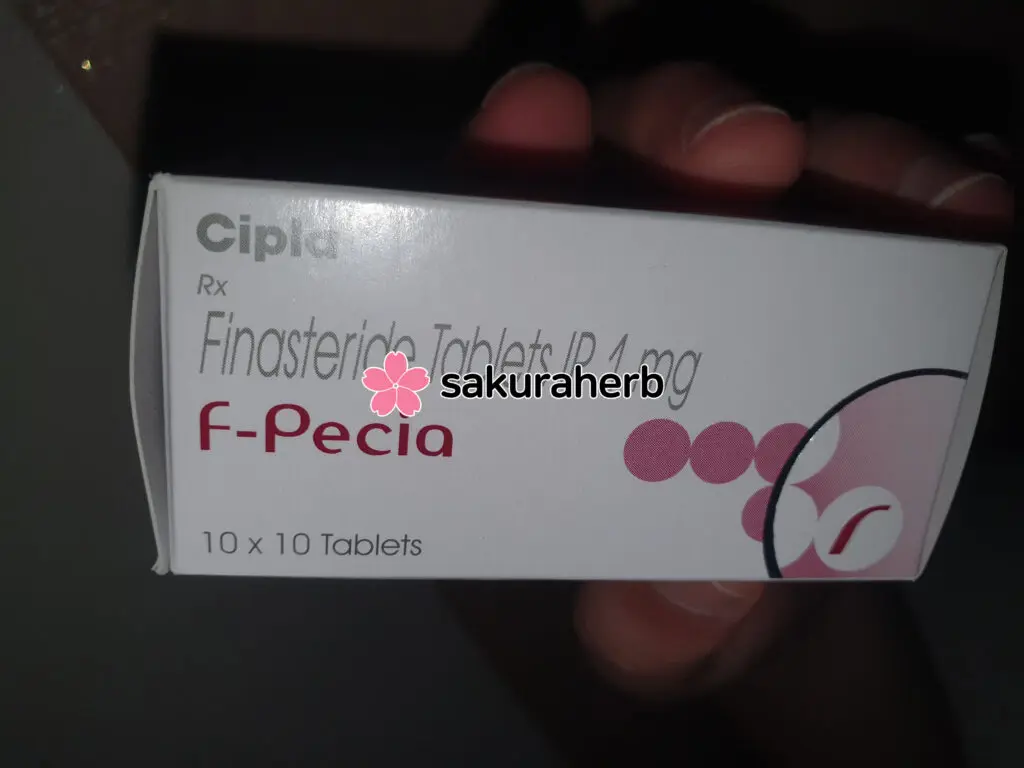 Cipla
Rx
Finasteride Tablets IP 1 mg
sakuraherb
F-Pecia
10 x 10 Tablets